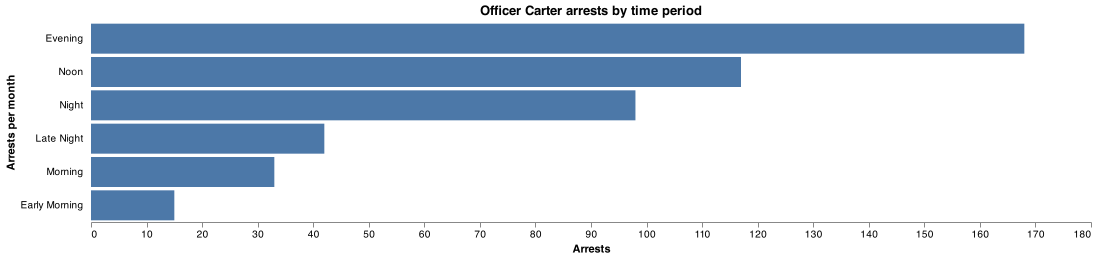 Officer Carter arrests by time period
Arrests per month
Evening
Noon
Night
Late Night
Morning
Early Morning
0 10 20 30 40 50 60 70 80 90 100 110 120 130 140 150 160 170 180
Arrests